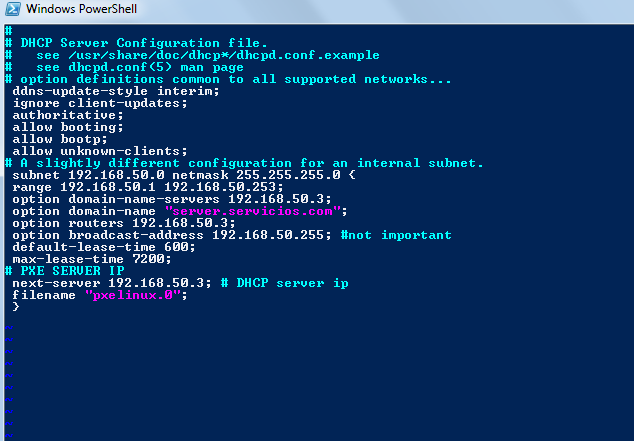 Windows PowerShell
#
# DHCP Server Configuration file.
#   see /usr/share/doc/dhcp*/dhcpd.conf.example
#   see dhcpd.conf(5) man page
# option definitions common to all supported networks...
ddns-update-style interim;
ignore client-updates;
authoritative;
allow booting;
allow bootp;
allow unknown-clients;
# A slightly different configuration for an internal subnet.
subnet 192.168.50.0 netmask 255.255.255.0 {
range 192.168.50.1 192.168.50.253;
option domain-name-servers 192.168.50.3;
option domain-name "server.servicios.com";
option routers 192.168.50.3;
option broadcast-address 192.168.50.255; #not important
default-lease-time 600;
max-lease-time 7200;
# PXE SERVER IP
next-server 192.168.50.3; # DHCP server ip
filename "pxelinux.0";
}
~
~
~
~
~
~
~
~
~
~